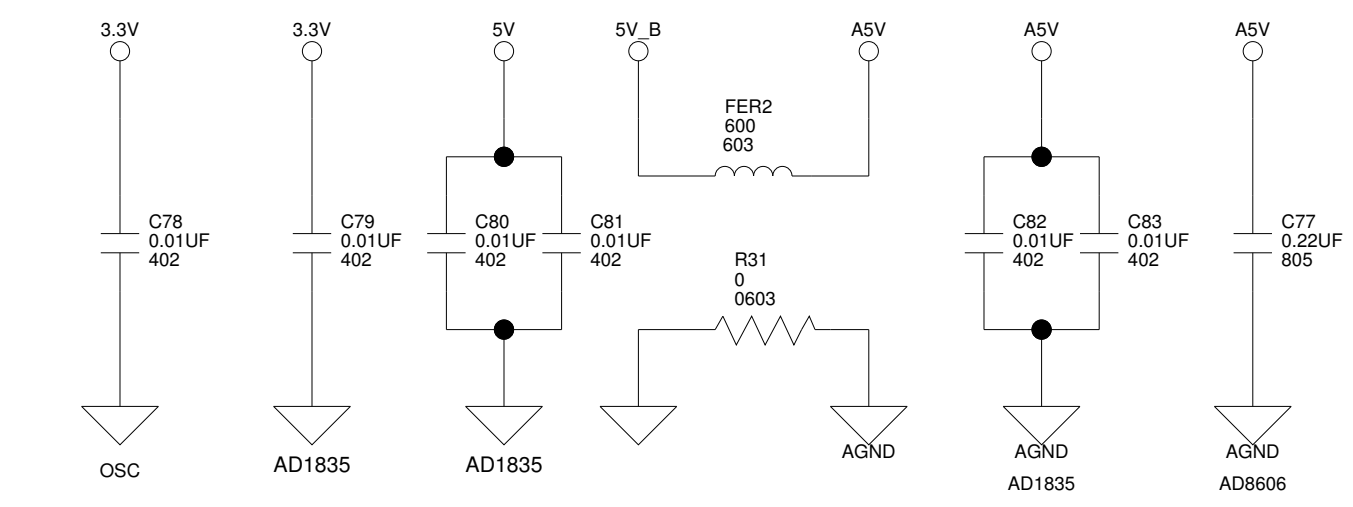 3.3V
3.3V
5V
5V_B
A5V
A5V
A5V
FER2
600
603
C78
0.01UF
402
C79
0.01UF
402
C80
0.01UF
402
C81
0.01UF
402
R31
0
0603
C82
0.01UF
402
C83
0.01UF
402
C77
0.22UF
805
OSC
AD1835
AD1835
AGND
AGND
AD1835
AGND
AD8606